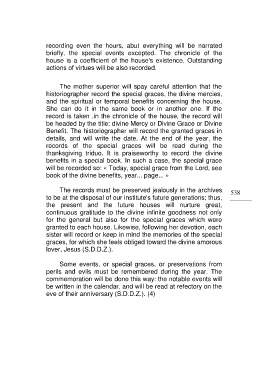 recording even the hours, abut everything will be narrated
briefly, the special events excepted. The chronicle of the
house is a coefficient of the house's existence. Outstanding
actions of virtues will be also recorded.
The mother superior will spay careful attention that the
historiographer record the special graces, the divine mercies,
and the spiritual or temporal benefits concerning the house.
She can do it in the same book or in another one. If the
record is taken .in the chronicle of the house, the record will
be headed by the title: divine Mercy or Divine Grace or Divine
Benefit. The historiographer will record the granted graces in
details, and will write the date. At the end of the year, the
records of the special graces will be read during the
thanksgiving triduo. It is praiseworthy to record the divine
benefits in a special book. In such a case, the special grace
will be recorded so: « Today, special grace from the Lord, see
book of the divine benefits, year... page... »
The records must be preserved jealously in the archives
to be at the disposal of our institute's future generations; thus,
the present and the future houses will nurture great,
continuous gratitude to the divine infinite goodness not only
for the general but also for the special graces which were
granted to each house. Likewise, following her devotion, each
sister will record or keep in mind the memories of the special
graces, for which she feels obliged toward the divine amorous
lover, Jesus (S.D.D.Z.).
538
Some events, or special graces, or preservations from
perils and evils must be remembered during the year. The
commemoration will be done this way: the notable events will
be written in the calendar, and will be read at refectory on the
eve of their anniversary (S.D.D.Z.). (4)